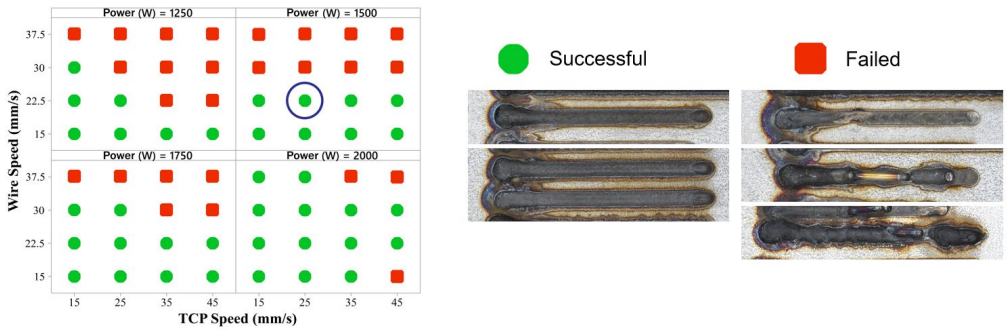 Power (W) = 1250 Power (W) = 1500
37.5
30
22.5
15
Power (W) = 1750 Power (W) = 2000
37.5
30
22.5
15
15 25 35 45 15 25 35 45
TCP Speed (mm/s)
Wire Speed (mm/s)
Successful Failed